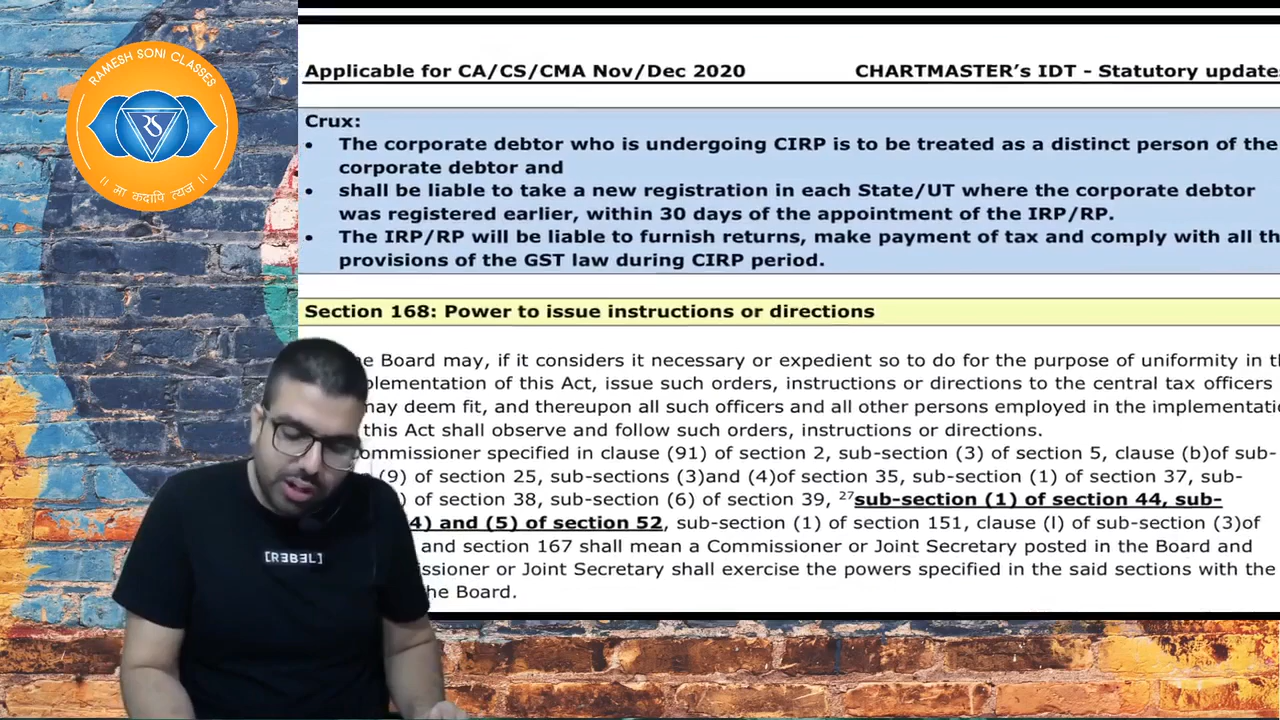 RAMESH SONI CLASSES
RS
।। मा कदापि त्यज ।।
Applicable for CA/CS/CMA Nov/Dec 2020 CHARTMASTER’s IDT - Statutory update
Crux:
• The corporate debtor who is undergoing CIRP is to be treated as a distinct person of the
corporate debtor and
• shall be liable to take a new registration in each State/UT where the corporate debtor
was registered earlier, within 30 days of the appointment of the IRP/RP.
• The IRP/RP will be liable to furnish returns, make payment of tax and comply with all th
provisions of the GST law during CIRP period.
Section 168: Power to issue instructions or directions
e Board may, if it considers it necessary or expedient so to do for the purpose of uniformity in th
plementation of this Act, issue such orders, instructions or directions to the central tax officers
may deem fit, and thereupon all such officers and all other persons employed in the implementatio
this Act shall observe and follow such orders, instructions or directions.
ommissioner specified in clause (91) of section 2, sub-section (3) of section 5, clause (b)of sub-
(9) of section 25, sub-sections (3)and (4)of section 35, sub-section (1) of section 37, sub-
) of section 38, sub-section (6) of section 39, 27sub-section (1) of section 44, sub-
4) and (5) of section 52, sub-section (1) of section 151, clause (l) of sub-section (3)of
and section 167 shall mean a Commissioner or Joint Secretary posted in the Board and
issioner or Joint Secretary shall exercise the powers specified in the said sections with the
he Board.
[RƎBƎL]